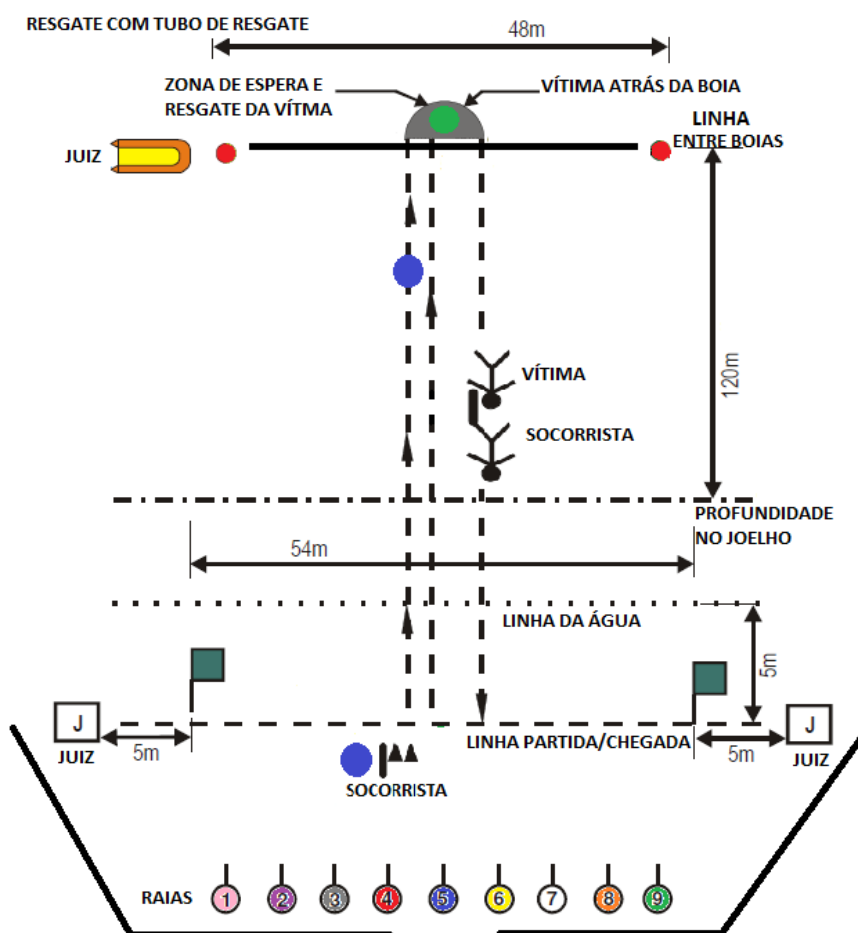 RESGATE COM TUBO DE RESGATE
48m
ZONA DE ESPERA E
RESGATE DA VÍTMA
VÍTIMA ATRÁS DA BOIA
LINHA
ENTRE BOIAS
JUIZ
120m
VÍTIMA
SOCORRISTA
PROFUNDIDADE
NO JOELHO
54m
LINHA DA ÁGUA
5m
J
JUIZ
5m
LINHA PARTIDA/CHEGADA
5m
J
JUIZ
SOCORRISTA
RAIAS 1 2 3 4 5 6 7 8 9